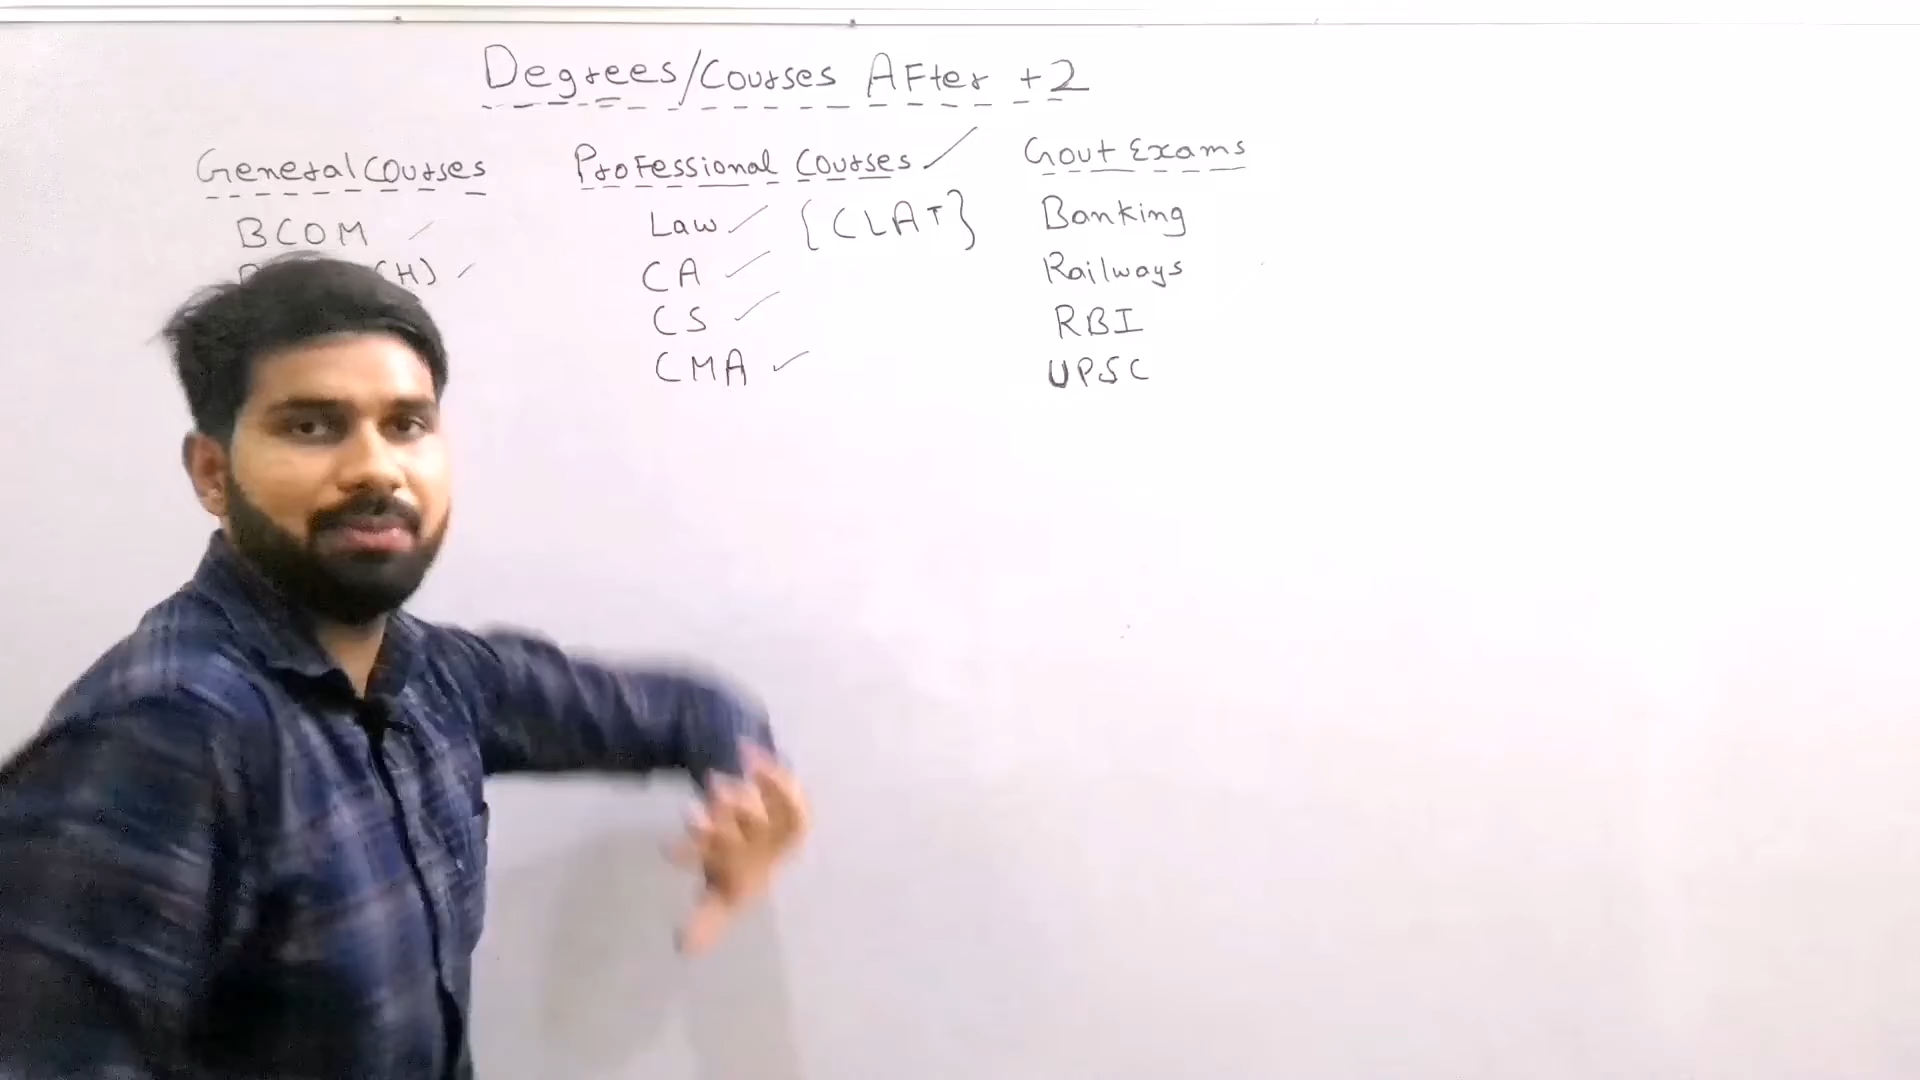 Degrees/Courses AFter +2
General Courses
BCOM
(H)
Professional Courses
Law {CLAT}
CA
CS
CMA
Govt Exams
Banking
Railways
RBI
UPSC